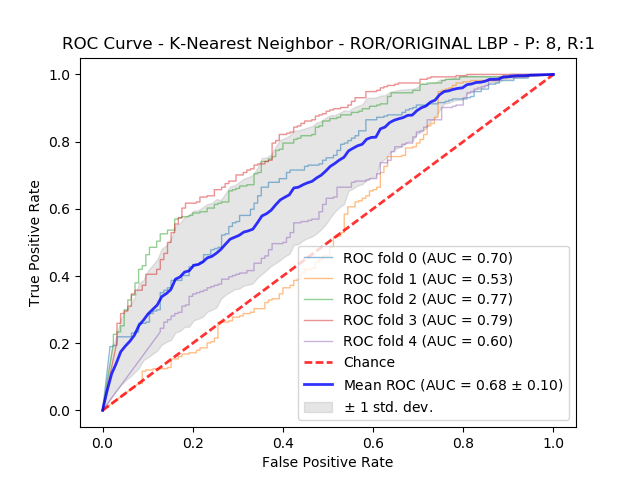 ROC Curve - K-Nearest Neighbor - ROR/ORIGINAL LBP - P: 8, R:1
True Positive Rate
1.0
0.8
0.6
0.4
0.2
0.0
ROC fold 0 (AUC = 0.70)
ROC fold 1 (AUC = 0.53)
ROC fold 2 (AUC = 0.77)
ROC fold 3 (AUC = 0.79)
ROC fold 4 (AUC = 0.60)
Chance
Mean ROC (AUC = 0.68 ± 0.10)
± 1 std. dev.
0.0 0.2 0.4 0.6 0.8 1.0
False Positive Rate